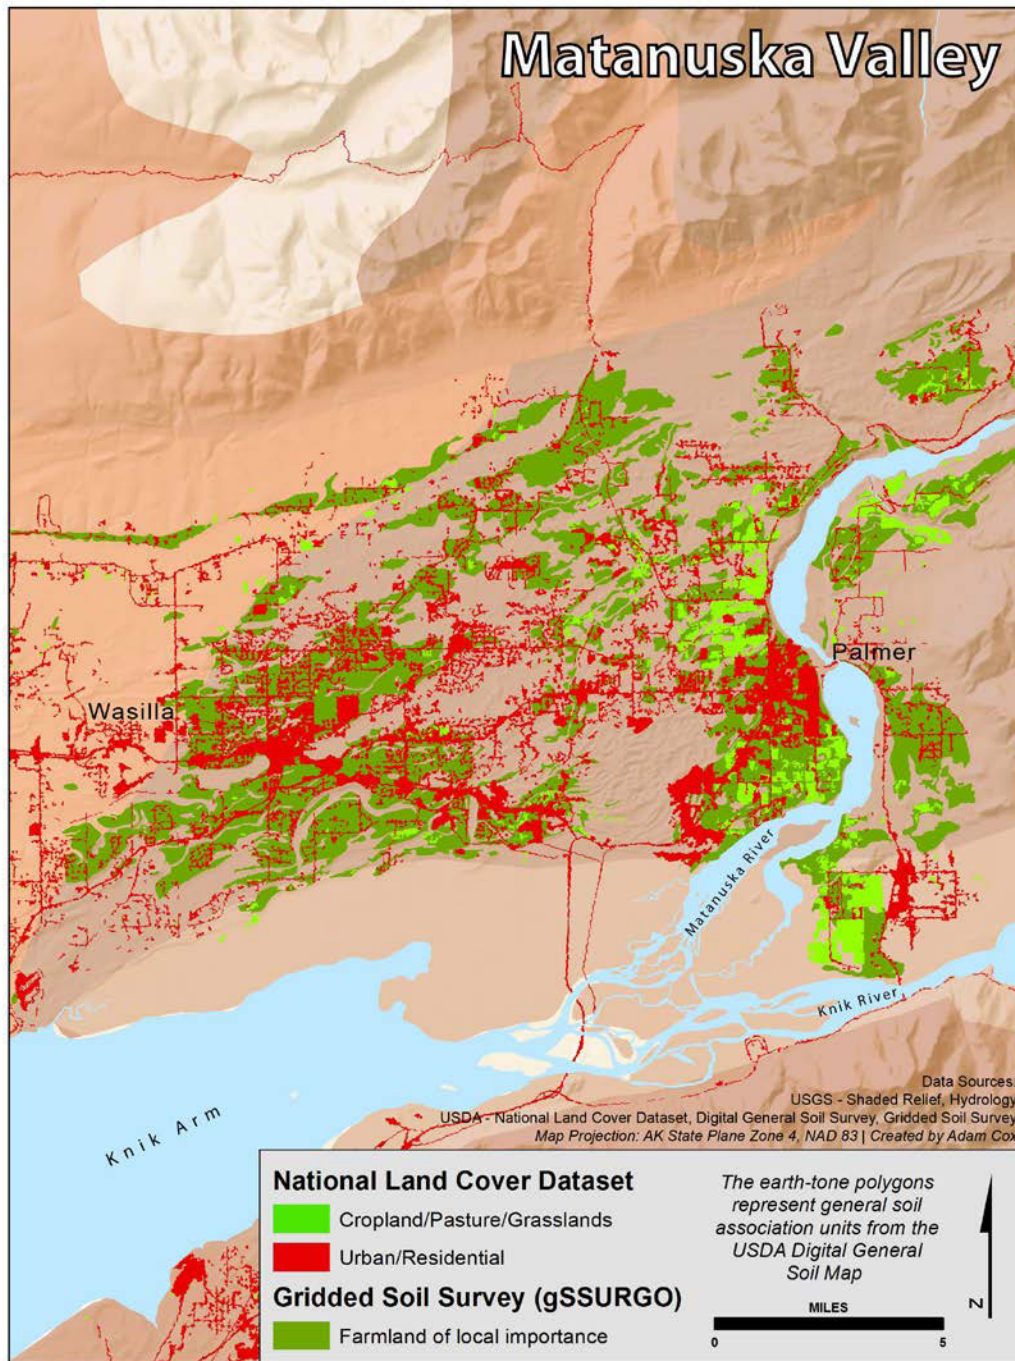 Matanuska Valley
Palmer
Wasilla
Matanuska River
Knik River
Knik Arm
Data Sources:
USGS - Shaded Relief, Hydrology
USDA - National Land Cover Dataset, Digital General Soil Survey, Gridded Soil Survey
Map Projection: AK State Plane Zone 4, NAD 83 | Created by Adam Cox
National Land Cover Dataset
Cropland/Pasture/Grasslands
Urban/Residential
Gridded Soil Survey (gSSURGO)
Farmland of local importance
The earth-tone polygons
represent general soil
association units from the
USDA Digital General
Soil Map
MILES
0 5
N